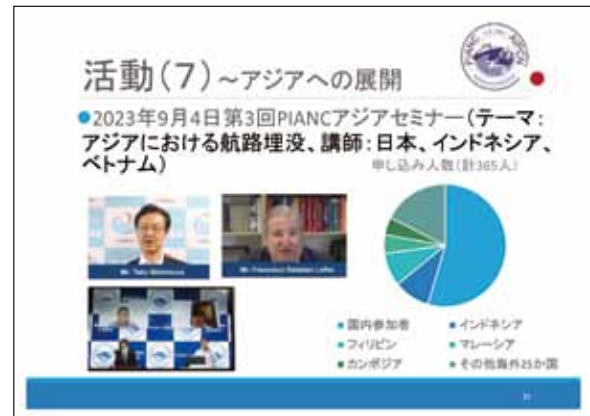 活動(7)~アジアへの展開
PIANC AIPCN
●2023年9月4日第3回PIANCアジアセミナー(テーマ:
アジアにおける航路埋没、講師:日本、インドネシア、
ベトナム)
申し込み人数(計365人)
■国内参加者 ■インドネシア
■フィリピン ■マレーシア
■カンボジア ■その他海外25か国